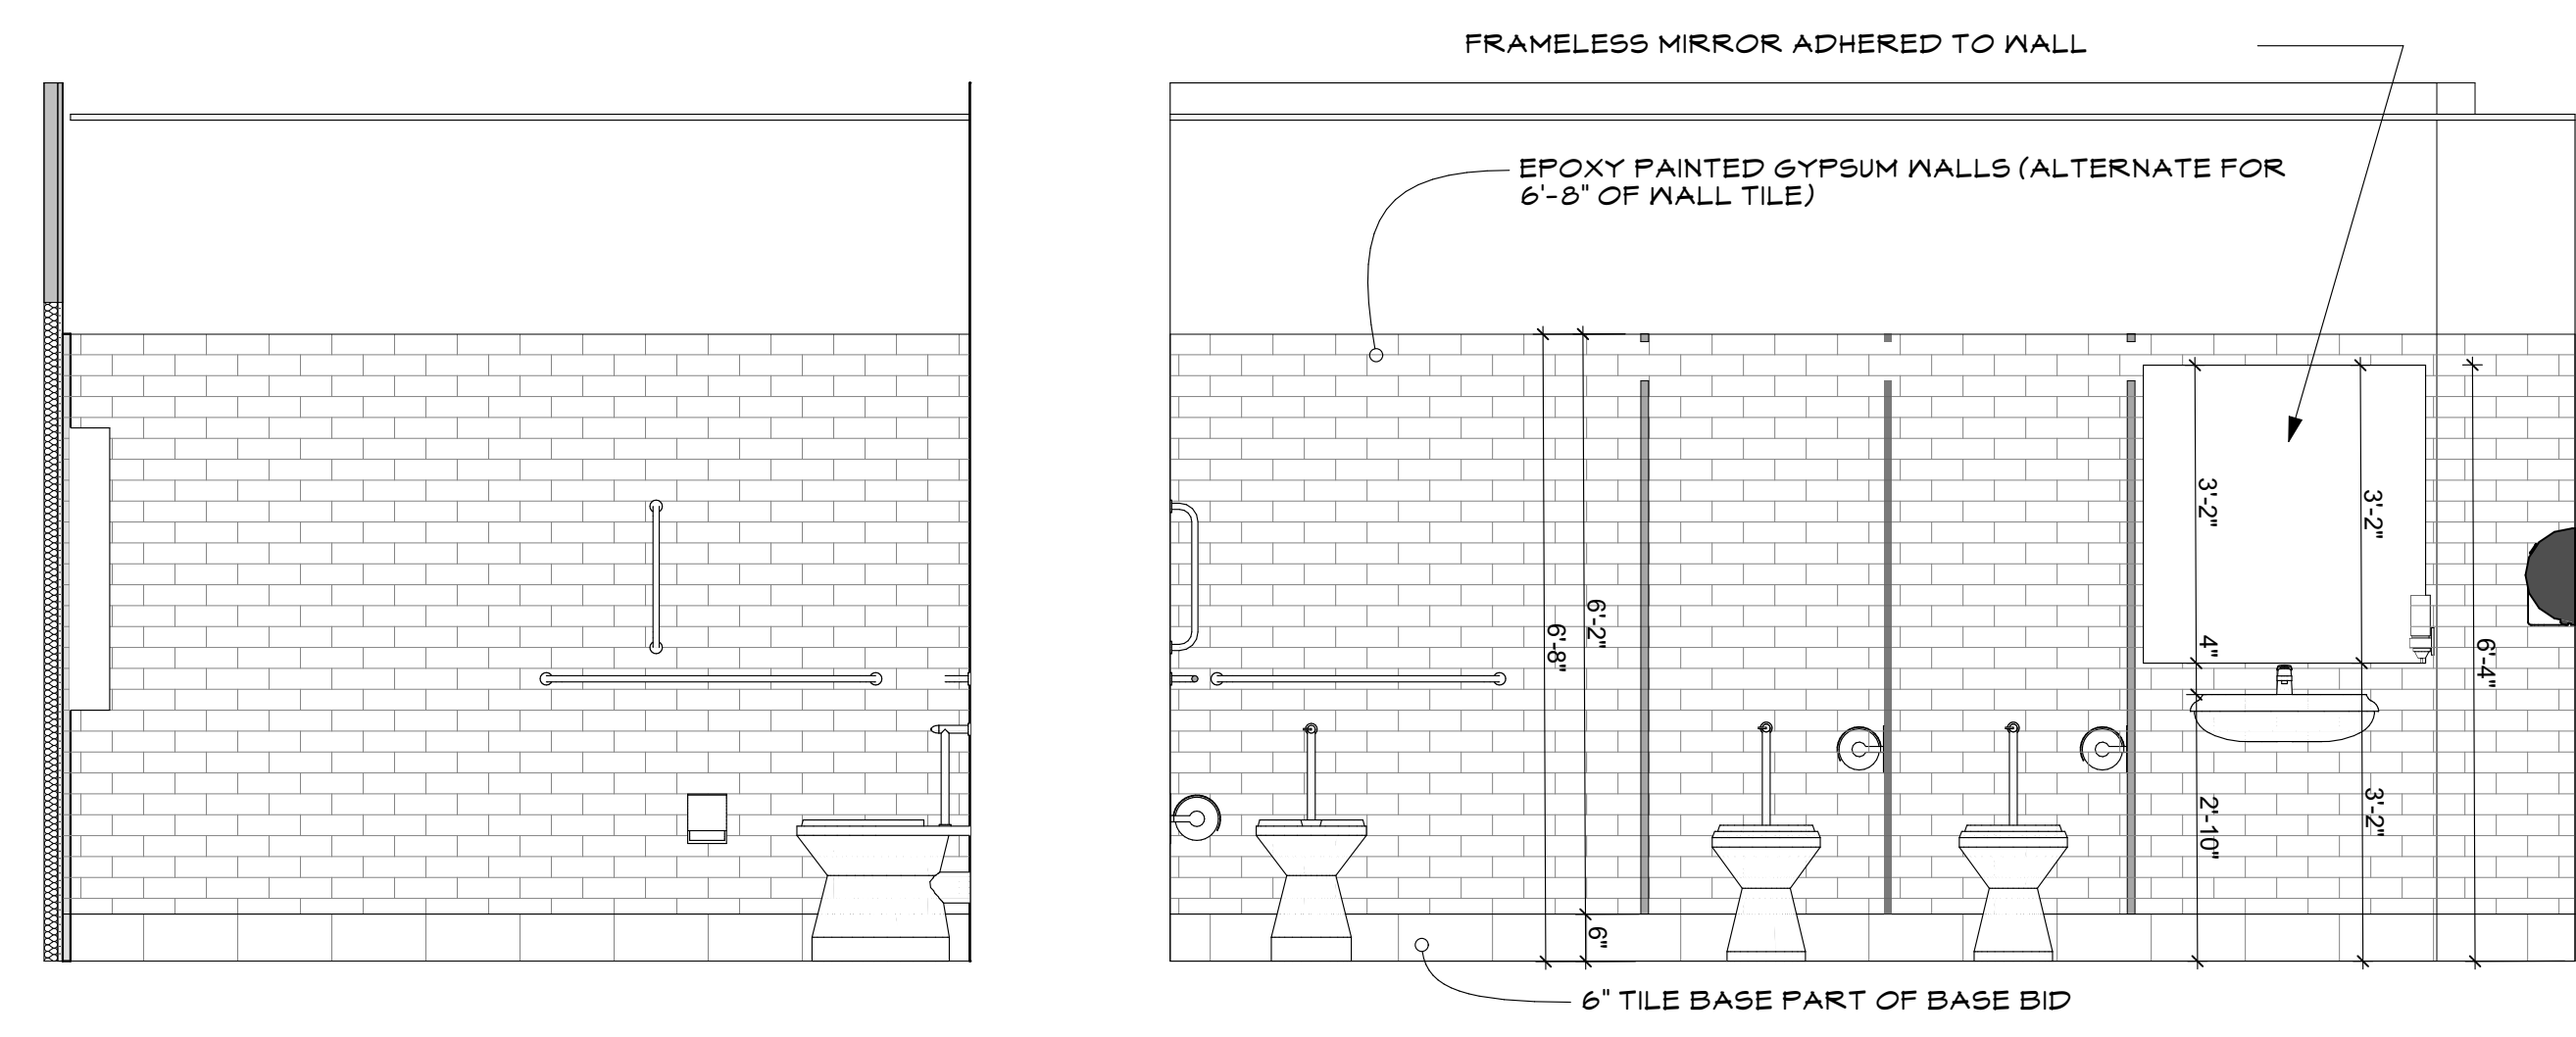 FRAMELESS MIRROR ADHERED TO WALL
EPOXY PAINTED GYPSUM WALLS (ALTERNATE FOR
6'-8" OF WALL TILE)
3'-2"
3'-2"
6'-2"
6'-8"
4"
6'-4"
2'-10"
3'-2"
6"
6" TILE BASE PART OF BASE BID